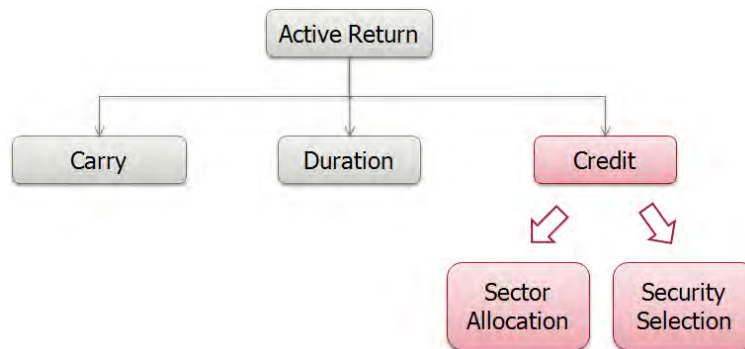 Active Return
Carry
Duration
Credit
Sector
Allocation
Security
Selection